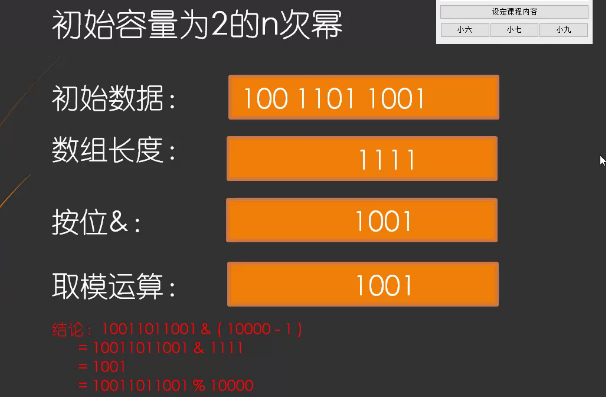 初始容量为2的n次幂
设定课程内容
小六 小七 小九
初始数据： 100 1101 1001
数组长度： 1111
按位&： 1001
取模运算： 1001
结论：10011011001 & ( 10000 - 1 )
= 10011011001 & 1111
= 1001
= 10011011001 % 10000